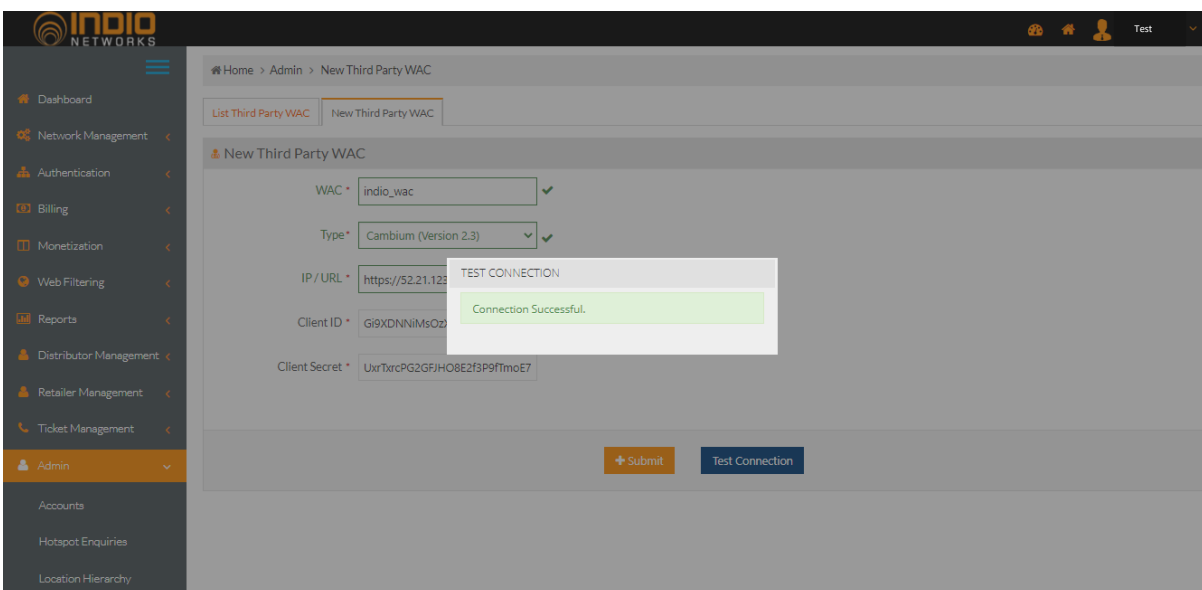 INDIO
NETWORKS
Test
Home > Admin > New Third Party WAC
Dashboard
Network Management
Authentication
Billing
Monetization
Web Filtering
Reports
Distributor Management
Retailer Management
Ticket Management
Admin
Accounts
Hotspot Enquiries
Location Hierarchy
List Third Party WAC
New Third Party WAC
New Third Party WAC
WAC * indio_wac
Type* Cambium (Version 2.3)
IP / URL * https://52.21.123
Client ID *
Client Secret * UxrTxrcPG2GFJHO8E2f3P9fTmoE7
TEST CONNECTION
Connection Successful.
Submit
Test Connection